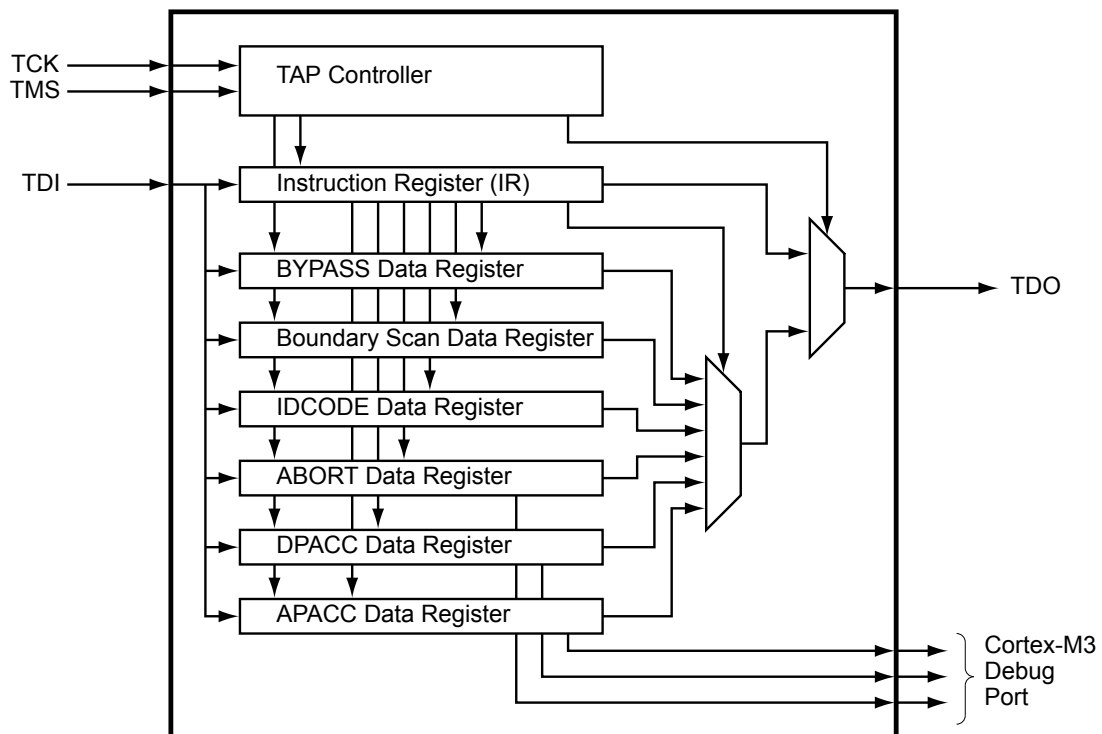 TCK
TMS
TAP Controller
TDI
Instruction Register (IR)
BYPASS Data Register
TDO
Boundary Scan Data Register
IDCODE Data Register
ABORT Data Register
DPACC Data Register
APACC Data Register
Cortex-M3
Debug
Port